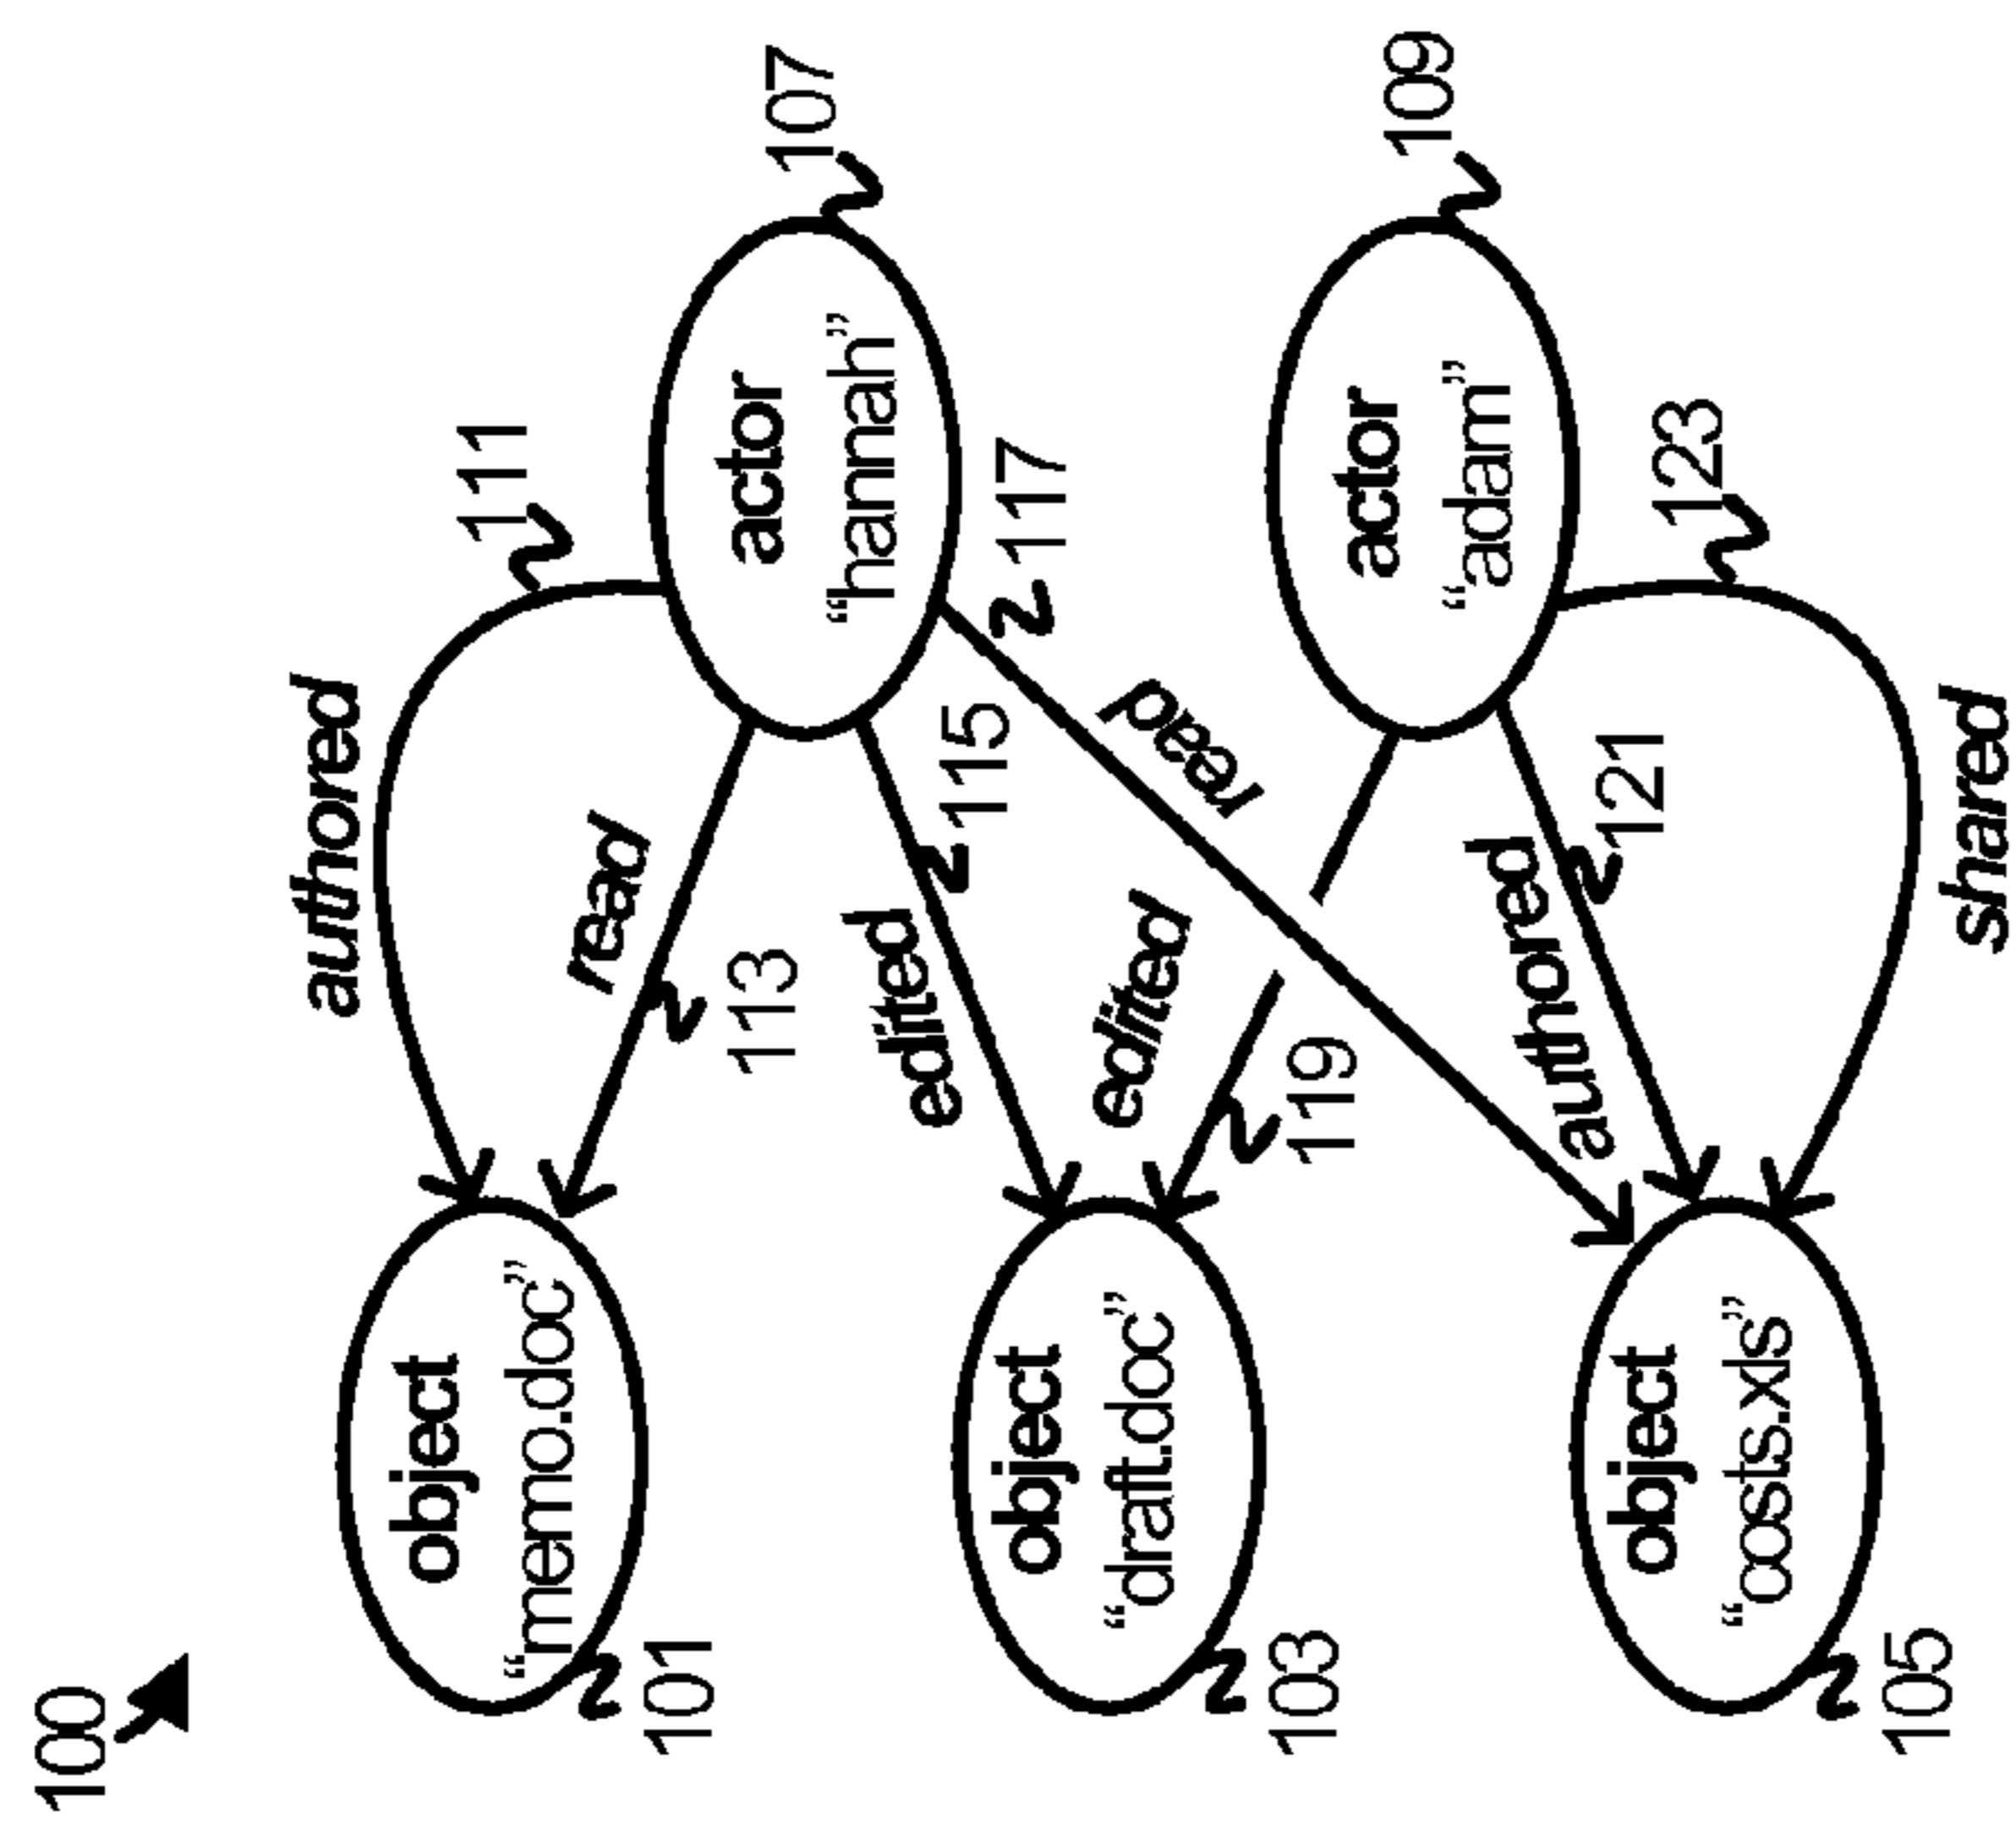 100
object
“memo.doc”
101
authored
111
read
113
actor
“hannah”
107
object
“draft.doc”
103
edited
115
edited
119
read
117
object
“costs.xls”
105
authored
121
actor
“adam”
109
shared
123